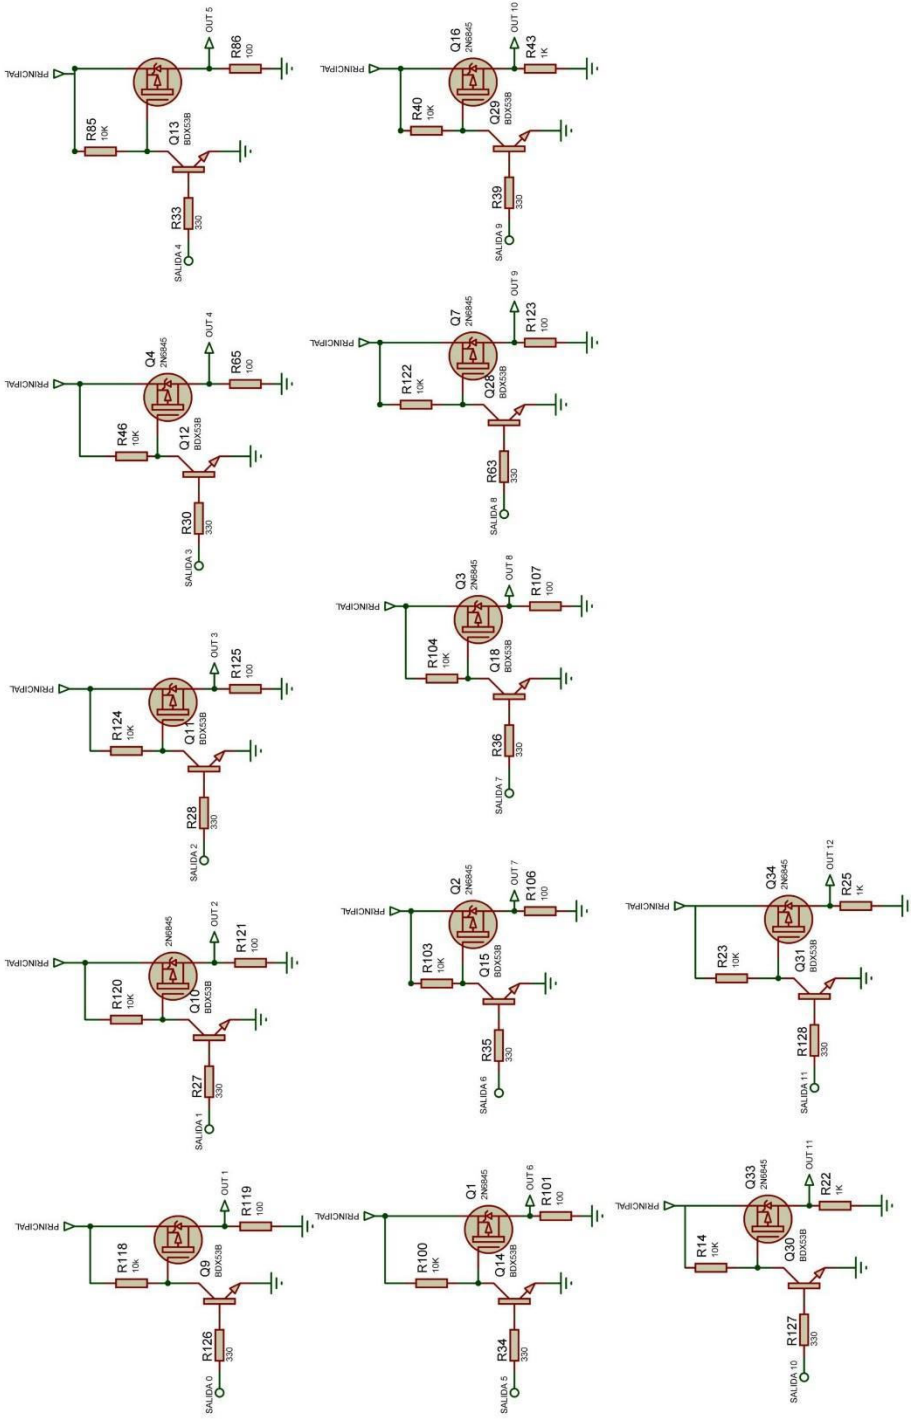 PRINCIPAL
R85
10K
Q13
BDX53B
R33
330
SALIDA 4
OUT 5
R86
100
PRINCIPAL
Q16
2N6845
R40
10K
Q29
BDX53B
R39
330
SALIDA 9
OUT 10
R43
1K
PRINCIPAL
Q4
2N6845
R46
10K
Q12
BDX53B
R30
330
SALIDA 3
OUT 4
R65
100
PRINCIPAL
Q7
2N6845
R122
10K
Q28
BDX53B
R63
330
SALIDA 8
OUT 9
R123
100
PRINCIPAL
R124
10K
Q11
BDX53B
R28
330
SALIDA 2
OUT 3
R125
100
PRINCIPAL
Q3
2N6845
R104
10K
Q18
BDX53B
R36
330
SALIDA 7
OUT 8
R107
100
PRINCIPAL
2N6845
R120
10K
Q10
BDX53B
R27
330
SALIDA 1
OUT 2
R121
100
PRINCIPAL
Q2
2N6845
R103
10K
Q15
BDX53B
R35
330
SALIDA 6
OUT 7
R106
100
PRINCIPAL
Q34
2N6845
R23
10K
Q31
BDX53B
R128
330
SALIDA 11
OUT 12
R25
1K
PRINCIPAL
R118
10k
Q9
BDX53B
R126
330
SALIDA 0
OUT 1
R119
100
PRINCIPAL
Q1
2N6845
R100
10K
Q14
BDX53B
R34
330
SALIDA 5
OUT 6
R101
100
PRINCIPAL
Q33
2N6845
R14
10K
Q30
BDX53B
R127
330
SALIDA 10
OUT 11
R22
1K